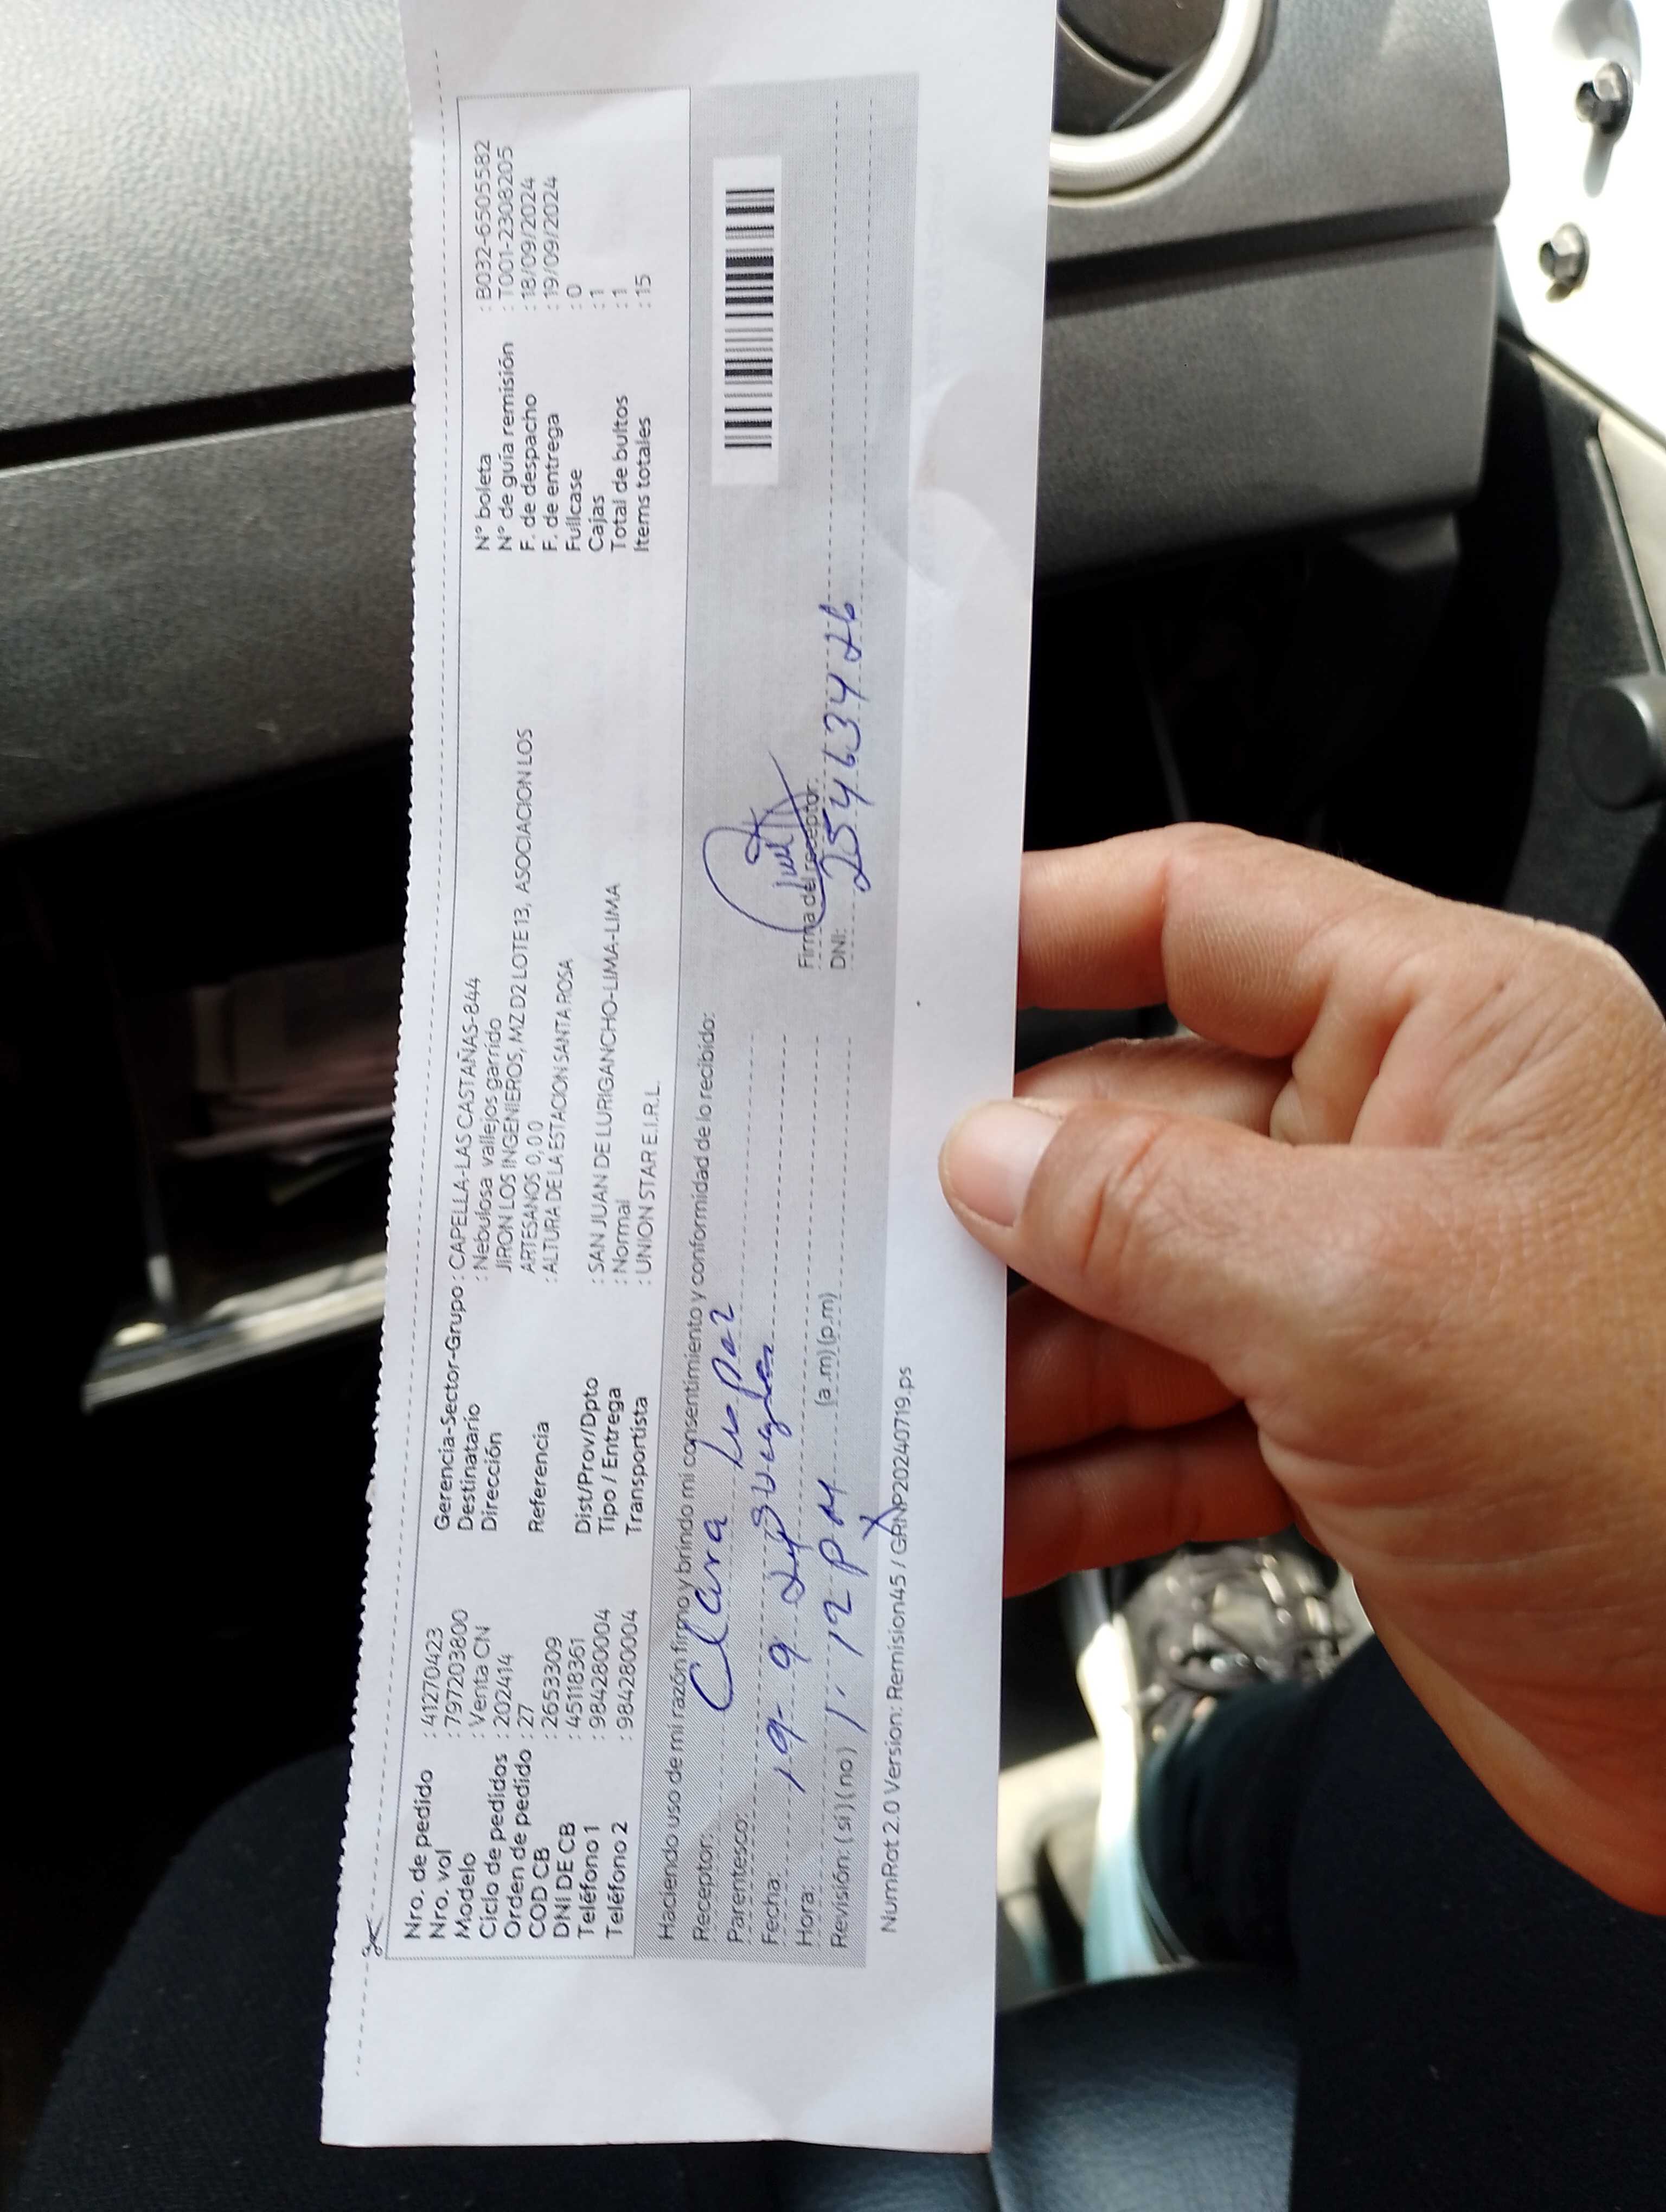 Nro. de pedido : 412704​23
Nro. vol : 797203800
Modelo : Venta CN
Ciclo de pedidos : 202414
Orden de pedido : 27
COD CB : 2653309
DNI DE CB : 45118361
Teléfono 1 : 984280004
Teléfono 2 : 984280004
Gerencia-Sector-Grupo : CAPELLA-LAS CASTAÑAS-844
Destinatario : Nebulosa vallejos garrido
Dirección JIRON LOS INGENIEROS, MZ D2 LOTE 13, ASOCIACION LOS
ARTESANOS 0, 00
Referencia : ALTURA DE LA ESTACION SANTA ROSA
Dist/Prov/Dpto : SAN JUAN DE LURIGANCHO-LIMA-LIMA
Tipo / Entrega : Normal
Transportista : UNION STAR E.I.R.L.
N° boleta : B032-6505582
N° de guía remisión : T001-23083205
F. de despacho : 18/09/2024
F. de entrega : 19/09/2024
Fullcase : 0
Cajas : 1
Total de bultos : 1
Items totales : 15
Haciendo uso de mi razón firmo y brindo mi consentimiento y conformidad de lo recibido:
Receptor: Clara
Parentesco:
Fecha: 19-9
Hora: 1:12 PM (a.m)(p.m)
Revisión: (si)(no)
Firma del receptor:
DNI: 25463426
NumRot 2.0 Version: Remision45 / GRNP20240719.ps